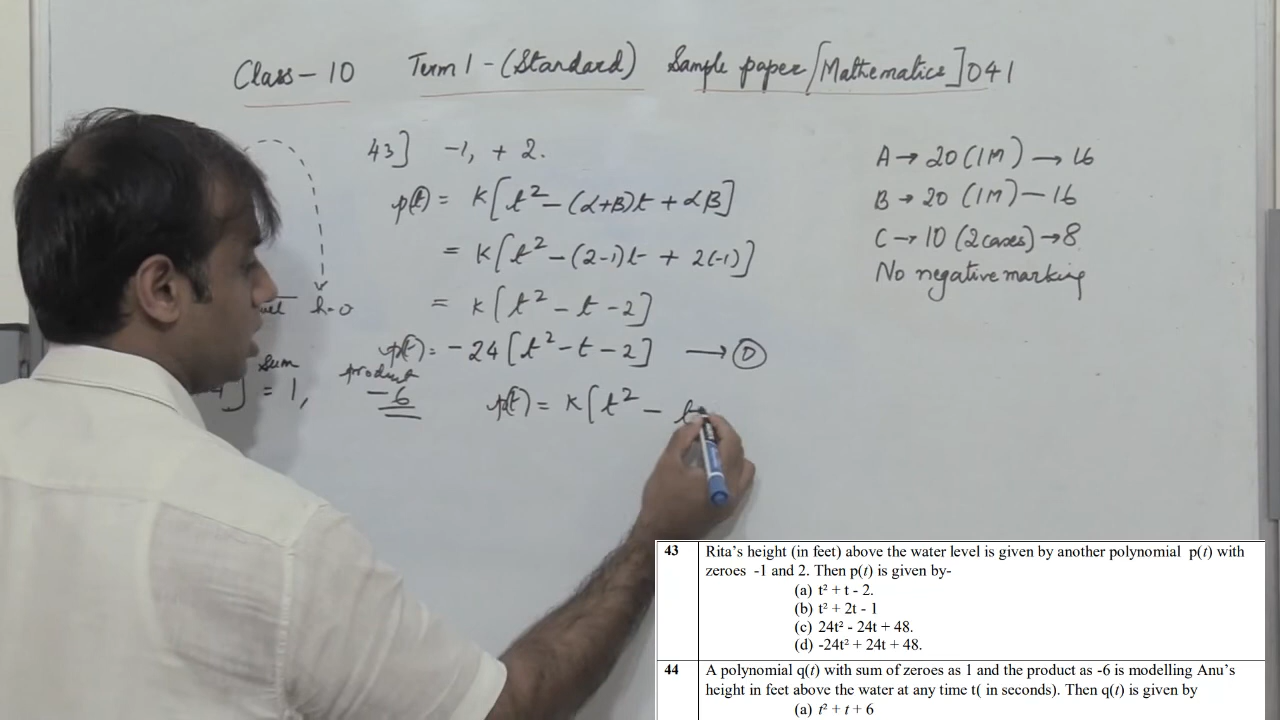 Class-10 Term 1 - (Standard) Sample paper [Mathematics] 041
43] -1, + 2.
p(t) = K[t² - (α+β)t + αβ]
= K[t² - (2-1)t + 2(-1)]
= K[t² - t - 2]
h=0
p(t) = -24[t² - t - 2] → (D)
44] sum = 1, product -6
p(t) = K[t² -
A → 20 (1M) → 16
B → 20 (1M) - 16
C → 10 (2 cases) → 8
No negative marking
43 Rita's height (in feet) above the water level is given by another polynomial p(t) with
zeroes -1 and 2. Then p(t) is given by-
(a) t² + t - 2.
(b) t² + 2t - 1
(c) 24t² - 24t + 48.
(d) -24t² + 24t + 48.
44 A polynomial q(t) with sum of zeroes as 1 and the product as -6 is modelling Anu's
height in feet above the water at any time t( in seconds). Then q(t) is given by
(a) t² + t + 6